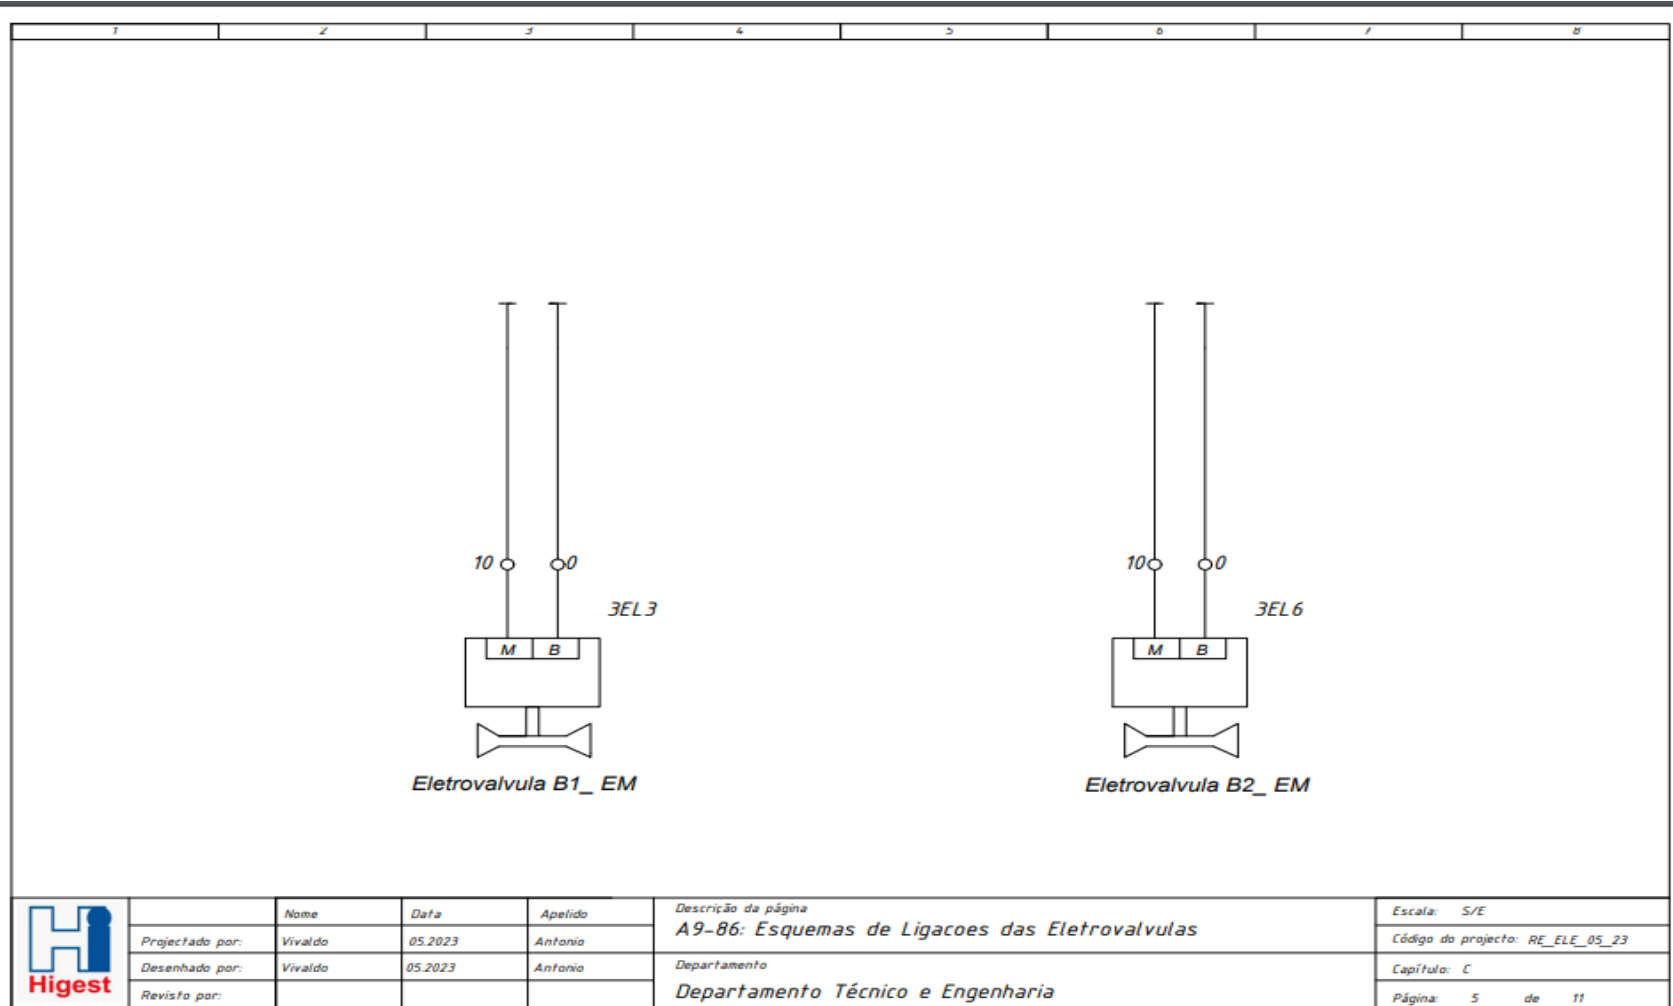 1 2 3 4 5 6 7 8
10 0 10 0
3EL3 3EL6
M B M B
Eletrovalvula B1_ EM Eletrovalvula B2_ EM
Nome Data Apelido
Projectado por: Vivaldo 05.2023 Antonio
Desenhado por: Vivaldo 05.2023 Antonio
Revisto por:
Higest
Descrição da página
A9-86: Esquemas de Ligacoes das Eletrovalvulas
Departamento
Departamento Técnico e Engenharia
Escala: S/E
Código do projecto: RE_ELE_05_23
Capítulo: C
Página: 5 de 11